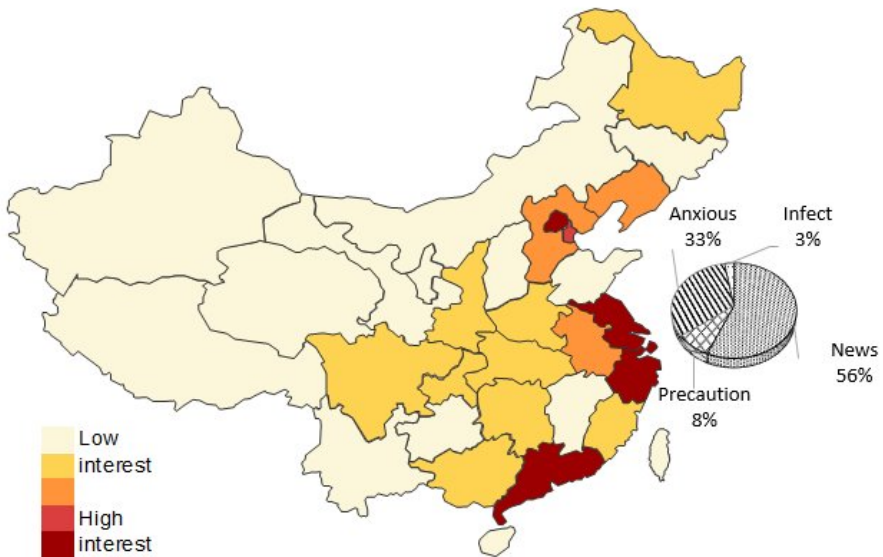 Anxious
33%
Infect
3%
News
56%
Precaution
8%
Low
interest
High
interest